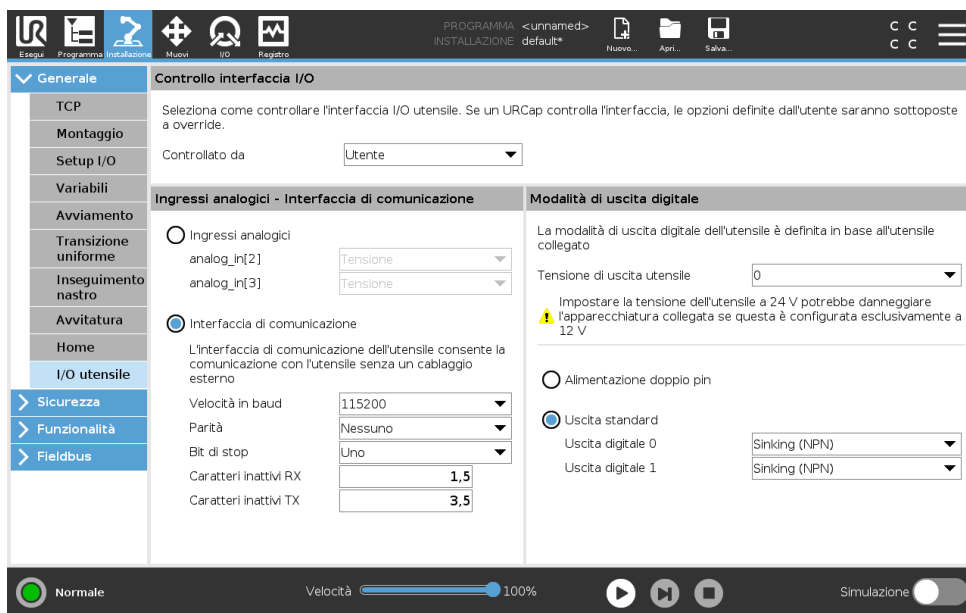 PROGRAMMA <unnamed>
INSTALLAZIONE default*
UR
Esegui
Programma
Installazione
Muovi
I/O
Registro
Nuovo...
Apri...
Salva...
C C
C C
Generale
TCP
Montaggio
Setup I/O
Variabili
Avviamento
Transizione
uniforme
Inseguimento
nastro
Avvitatura
Home
I/O utensile
Sicurezza
Funzionalità
Fieldbus
Controllo interfaccia I/O
Seleziona come controllare l'interfaccia I/O utensile. Se un URCap controlla l'interfaccia, le opzioni definite dall'utente saranno sottoposte
a override.
Controllato da Utente
Ingressi analogici - Interfaccia di comunicazione
Ingressi analogici
analog_in[2] Tensione
analog_in[3] Tensione
Interfaccia di comunicazione
L'interfaccia di comunicazione dell'utensile consente la
comunicazione con l'utensile senza un cablaggio
esterno
Velocità in baud 115200
Parità Nessuno
Bit di stop Uno
Caratteri inattivi RX 1,5
Caratteri inattivi TX 3,5
Modalità di uscita digitale
La modalità di uscita digitale dell'utensile è definita in base all'utensile
collegato
Tensione di uscita utensile 0
Impostare la tensione dell'utensile a 24 V potrebbe danneggiare
l'apparecchiatura collegata se questa è configurata esclusivamente a
12 V
Alimentazione doppio pin
Uscita standard
Uscita digitale 0 Sinking (NPN)
Uscita digitale 1 Sinking (NPN)
Normale
Velocità 100%
Simulazione